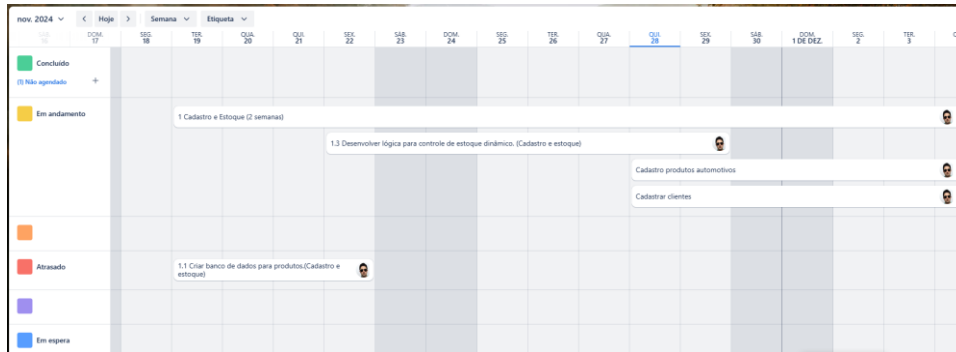 nov. 2024 Hoje Semana Etiqueta
SÁB. DOM. SEG. TER. QUA. QUI. SEX. SÁB. DOM. SEG. TER. QUA. QUI. SEX. SÁB. DOM. SEG. TER.
16 17 18 19 20 21 22 23 24 25 26 27 28 29 30 1 DE DEZ. 2 3
Concluído
(1) Não agendado +
Em andamento
1 Cadastro e Estoque (2 semanas)
1.3 Desenvolver lógica para controle de estoque dinâmico. (Cadastro e estoque)
Cadastro produtos automotivos
Cadastrar clientes
Atrasado
1.1 Criar banco de dados para produtos.(Cadastro e
estoque)
Em espera